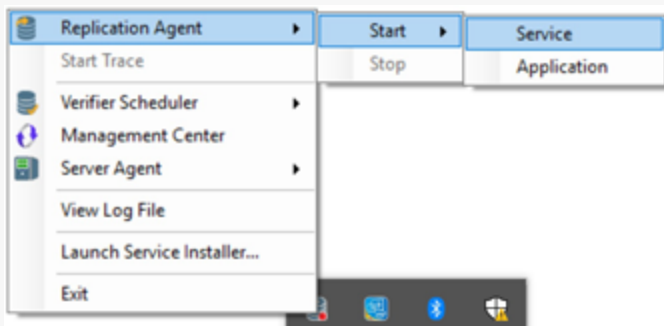 Replication Agent
Start
Service
Start Trace
Stop
Application
Verifier Scheduler
Management Center
Server Agent
View Log File
Launch Service Installer...
Exit